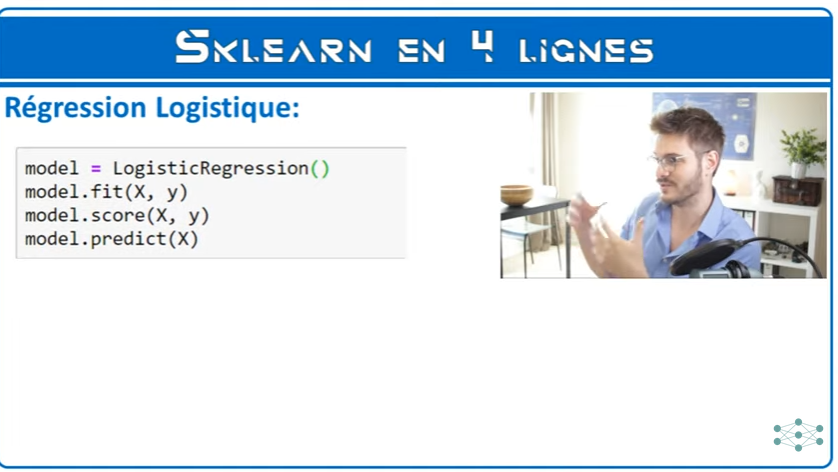 Sklearn en 4 lignes
Régression Logistique:
model = LogisticRegression()
model.fit(X, y)
model.score(X, y)
model.predict(X)